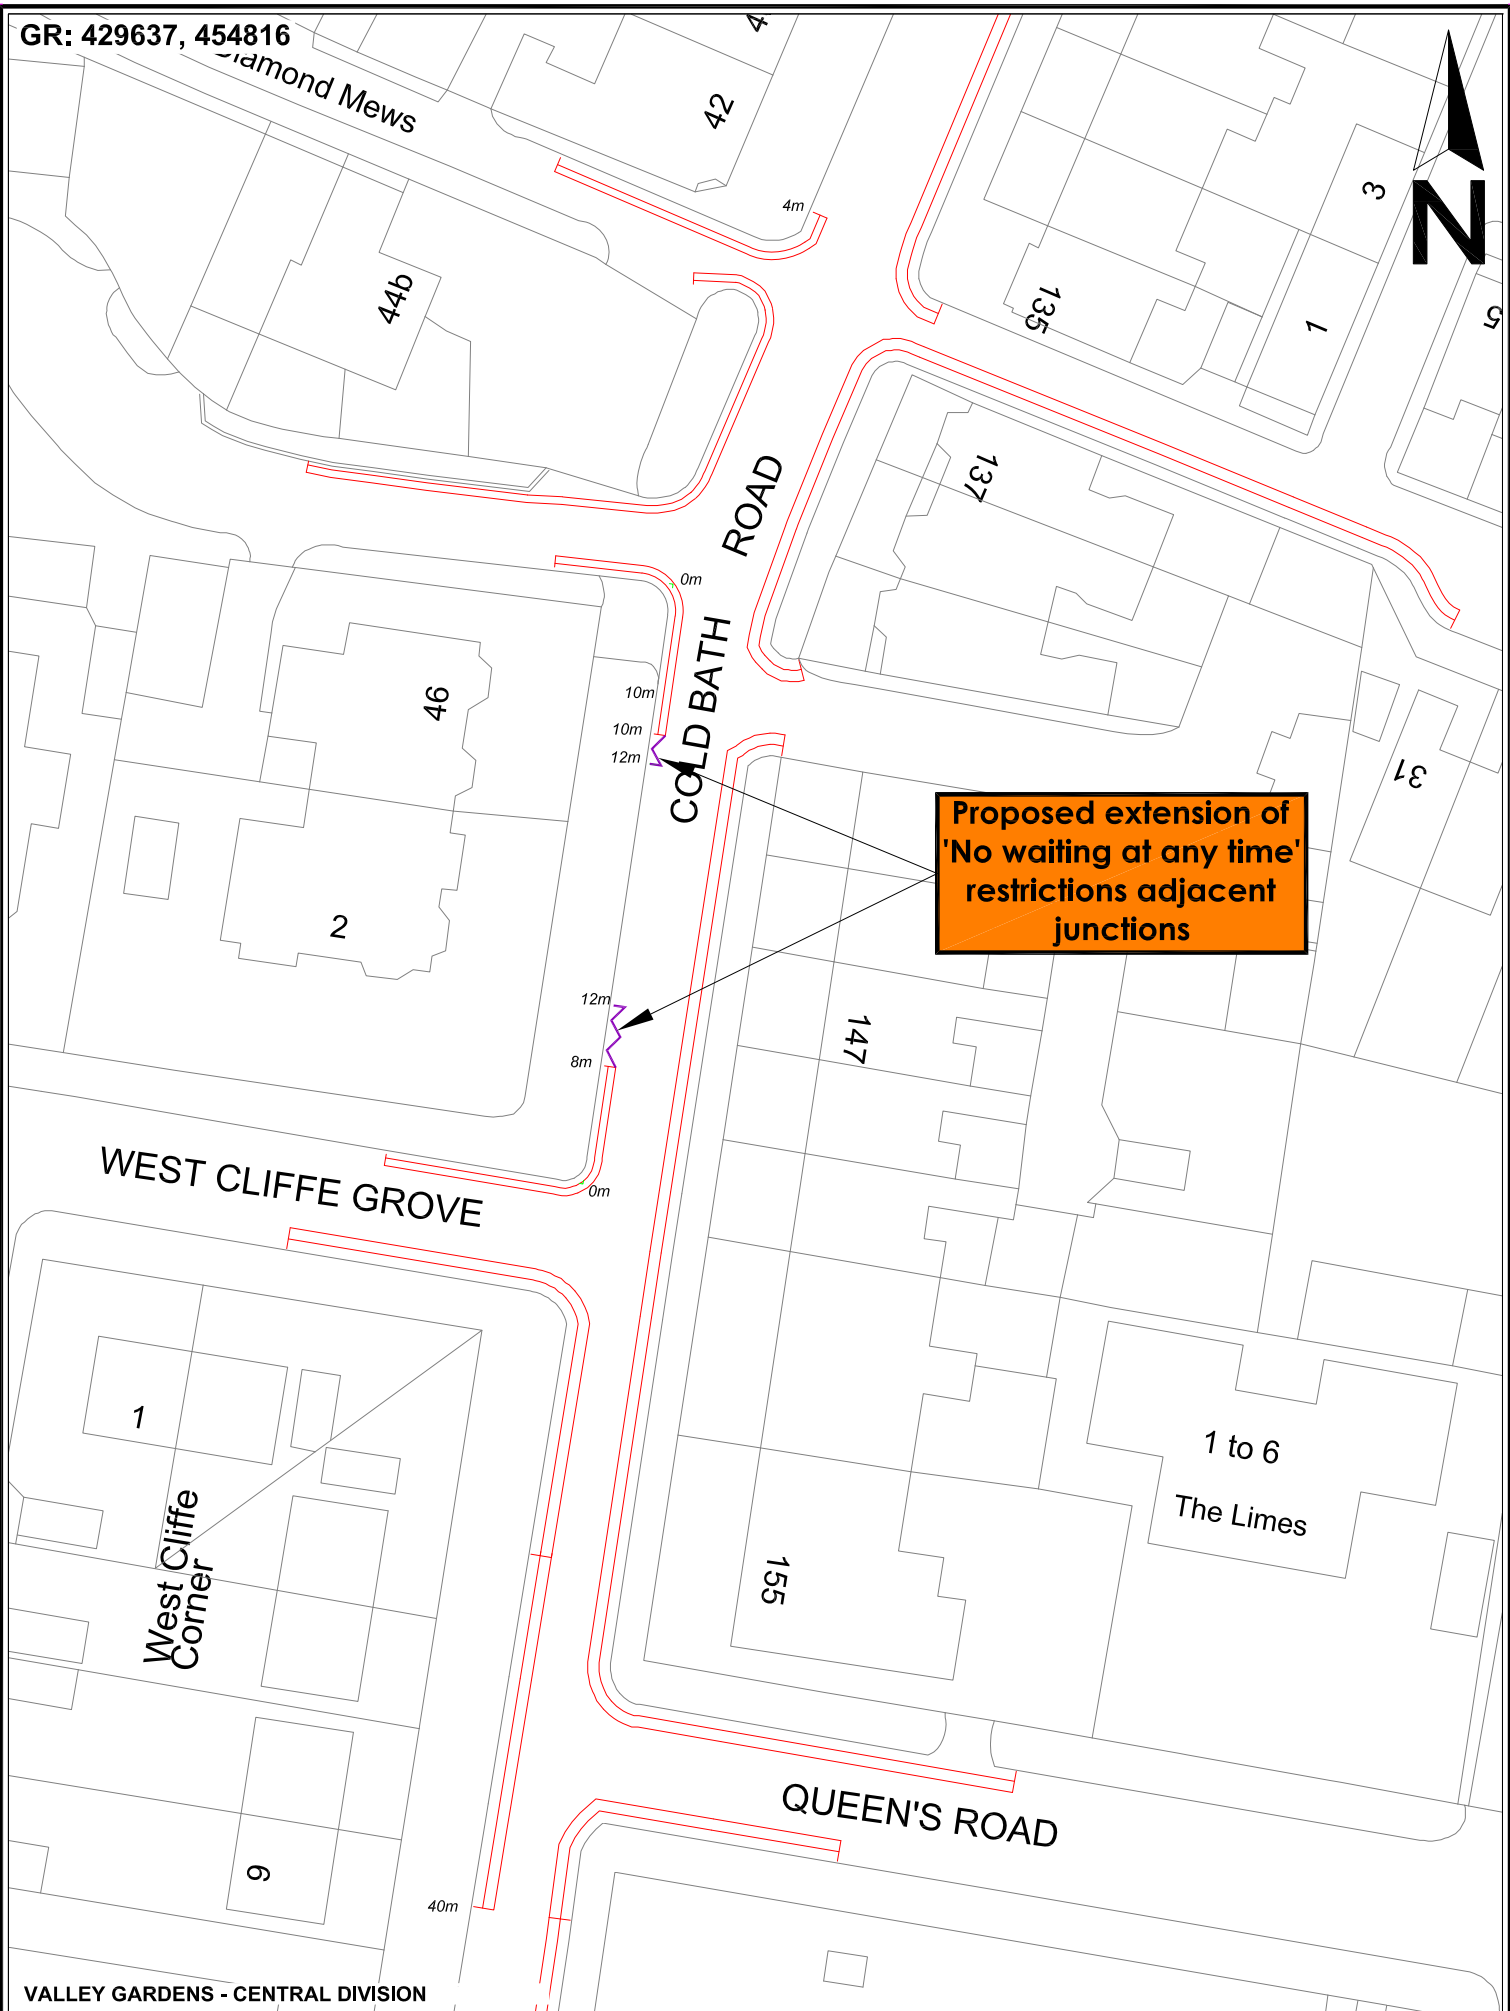 GR: 429637, 454816
Diamond Mews
42
4m
N
3
1
135
44b
137
ROAD
0m
COLD BATH
10m
10m
12m
46
31
Proposed extension of
'No waiting at any time'
restrictions adjacent
junctions
2
12m
8m
147
WEST CLIFFE GROVE
0m
1
1 to 6
The Limes
West Cliffe
Corner
155
QUEEN'S ROAD
9
40m
VALLEY GARDENS - CENTRAL DIVISION